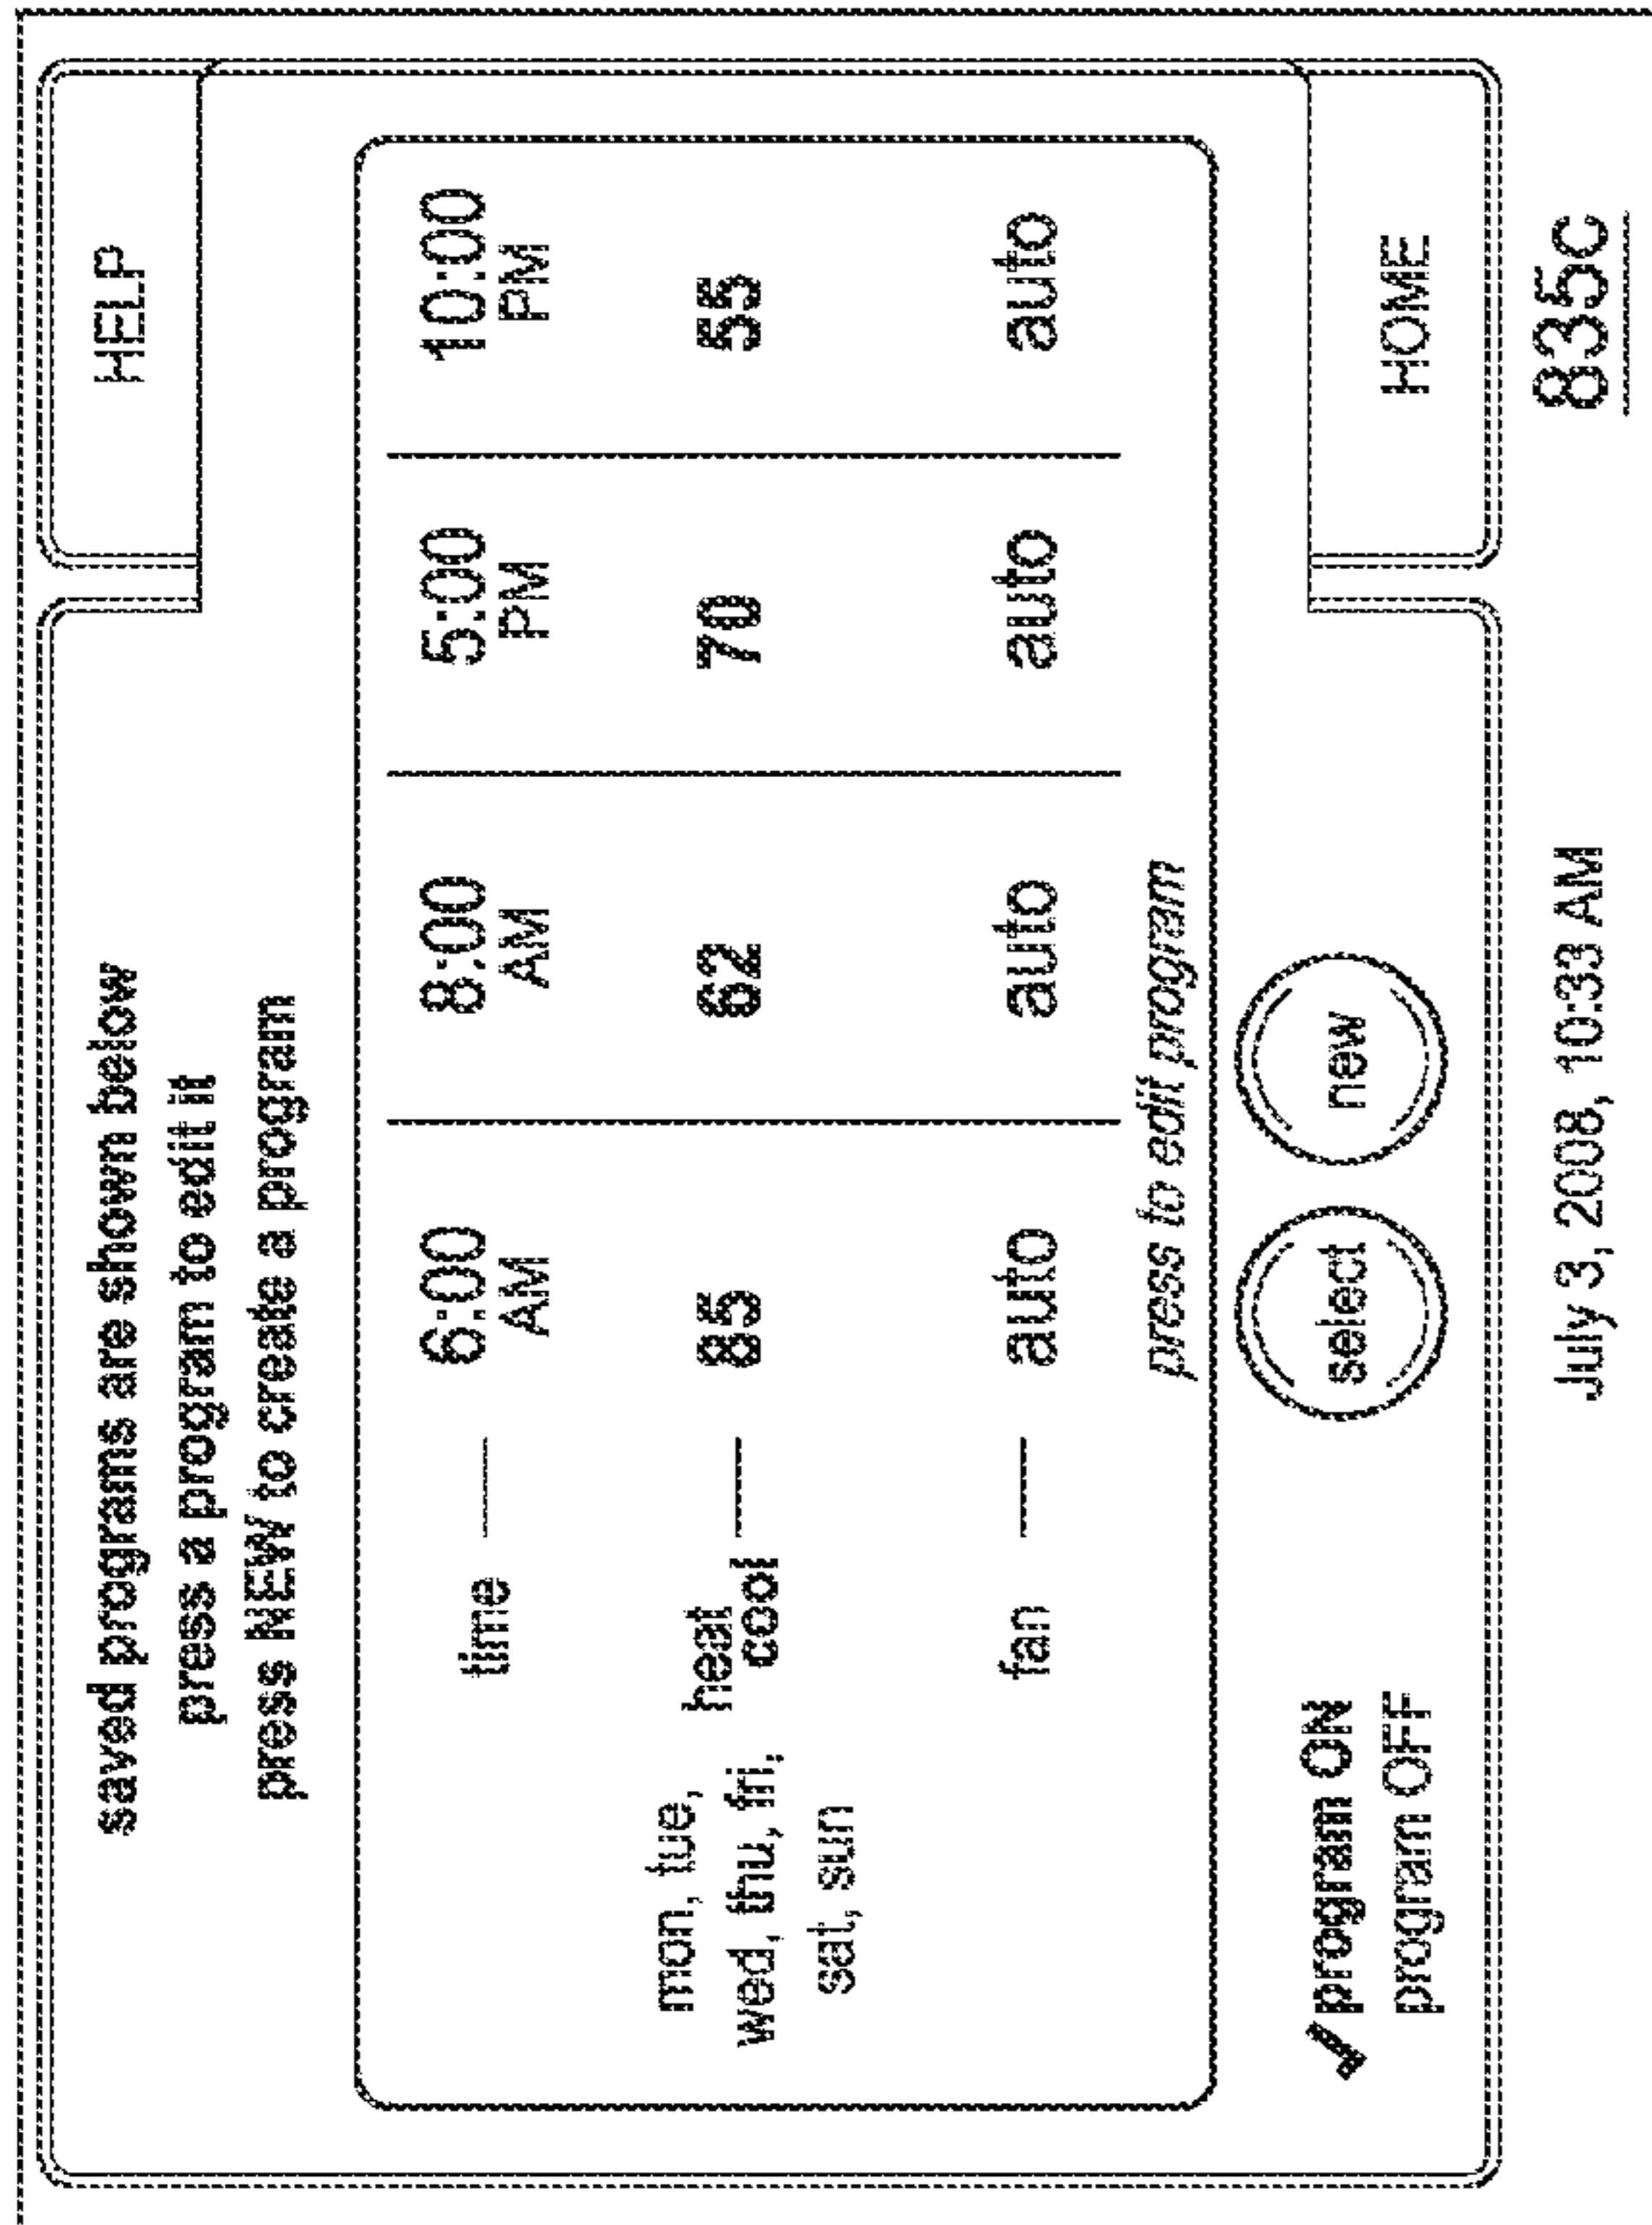 saved programs are shown below
press a program to edit it
press NEW to create a program
HELP
time 6:00 AM 8:00 AM 5:00 PM 10:00 PM
mon, tue,
wed, thu, fri,
sat, sun
heat
cool
85 62 70 55
fan auto auto auto auto
press to edit program
✓program ON
program OFF
select
new
HOME
July 3, 2008, 10:33 AM
835c